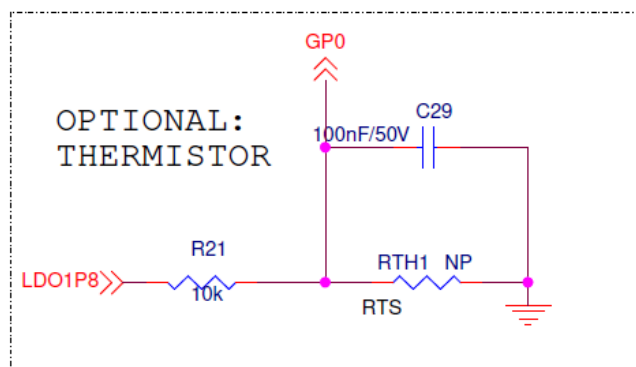 GP0
OPTIONAL:
THERMISTOR
C29
100nF/50V
R21
RTH1 NP
LDO1P8
10k
RTS